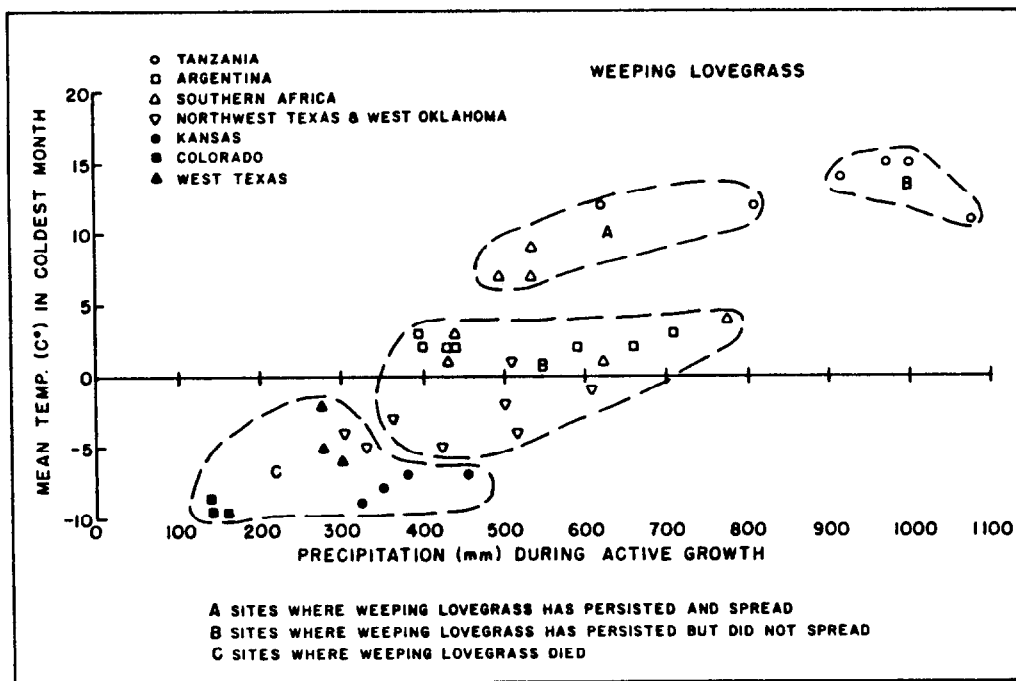 WEEPING LOVEGRASS
TANZANIA
ARGENTINA
SOUTHERN AFRICA
NORTHWEST TEXAS & WEST OKLAHOMA
KANSAS
COLORADO
WEST TEXAS
MEAN TEMP. (C°) IN COLDEST MONTH
20
15
10
5
0
-5
-10
A
B
B
C
0 100 200 300 400 500 600 700 800 900 1000 1100
PRECIPITATION (mm) DURING ACTIVE GROWTH
A SITES WHERE WEEPING LOVEGRASS HAS PERSISTED AND SPREAD
B SITES WHERE WEEPING LOVEGRASS HAS PERSISTED BUT DID NOT SPREAD
C SITES WHERE WEEPING LOVEGRASS DIED